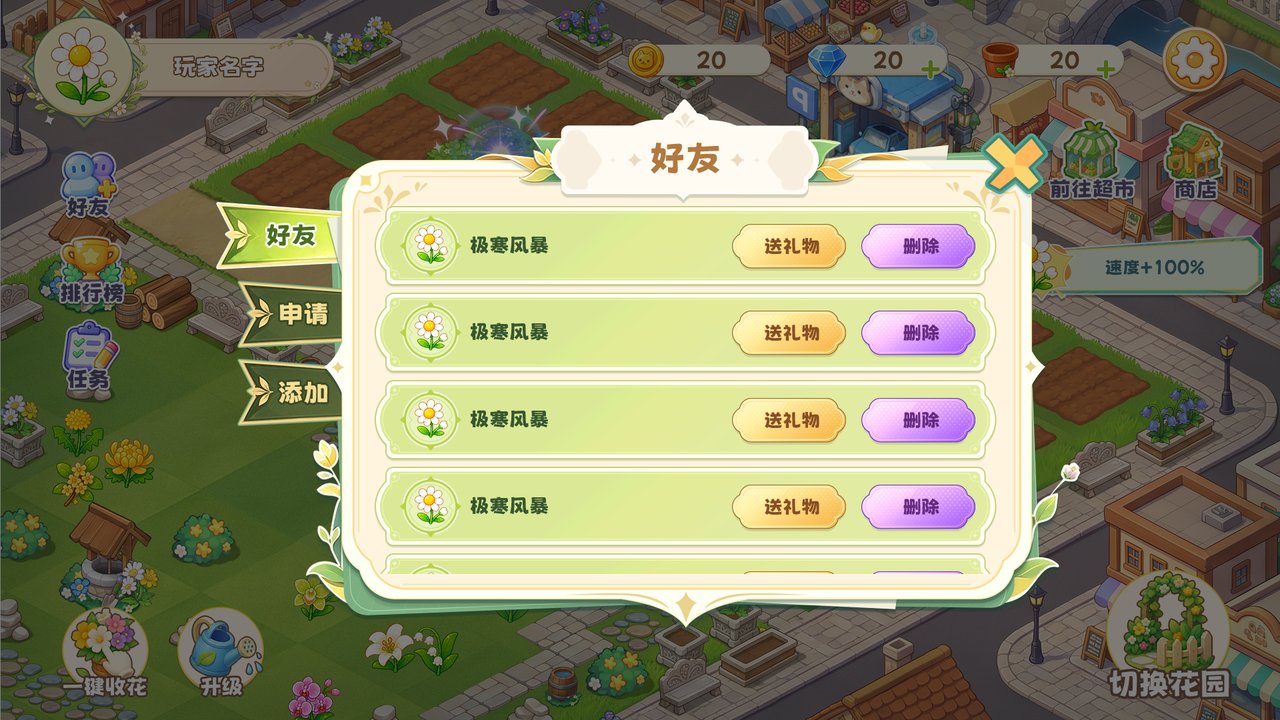 玩家名字
20
20
20
好友
前往超市
商店
好友
好友
极寒风暴
送礼物
删除
速度+100%
排行榜
申请
极寒风暴
送礼物
删除
任务
添加
极寒风暴
送礼物
删除
极寒风暴
送礼物
删除
一键收花
升级
切换花园